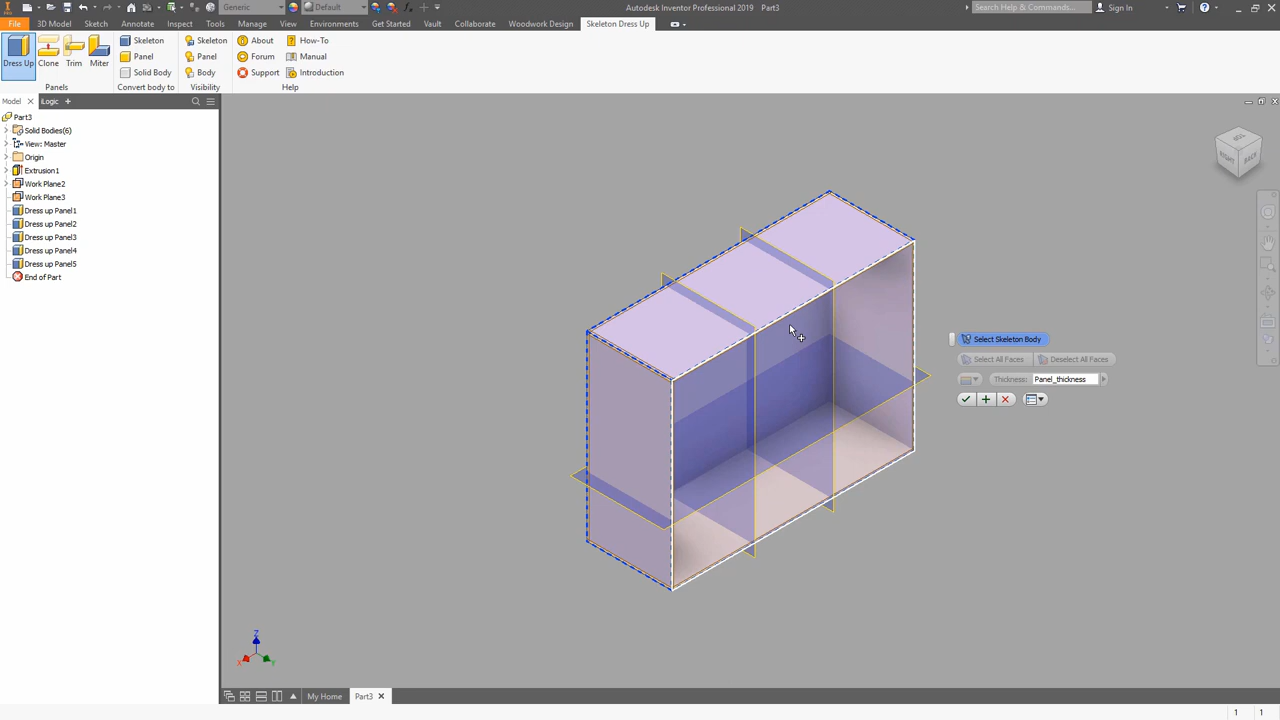 Generic
Default
Autodesk Inventor Professional 2019 Part3
Search Help & Commands...
Sign In
File 3D Model Sketch Annotate Inspect Tools Manage View Environments Get Started Vault Collaborate Woodwork Design Skeleton Dress Up
Dress Up Clone Trim Miter
Skeleton Skeleton About How-To
Panel Panel Forum Manual
Solid Body Body Support Introduction
Panels Convert body to Visibility Help
Model iLogic +
Part3
Solid Bodies(6)
View: Master
Origin
Extrusion1
Work Plane2
Work Plane3
Dress up Panel1
Dress up Panel2
Dress up Panel3
Dress up Panel4
Dress up Panel5
End of Part
RIGHT BACK
Select Skeleton Body
Select All Faces Deselect All Faces
Thickness: Panel_thickness
Z
X Y
My Home Part3
1 1